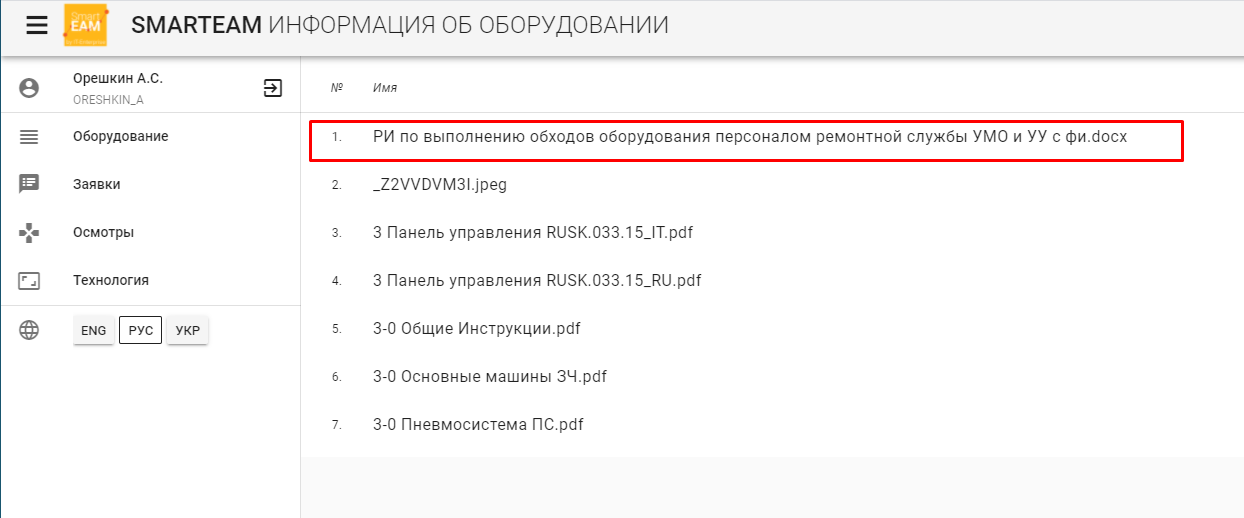 Smart
EAM
SMARTEAM ИНФОРМАЦИЯ ОБ ОБОРУДОВАНИИ
Орешкин А.С.
ORESHKIN_A
Оборудование
Заявки
Осмотры
Технология
ENG РУС УКР
№ Имя
1. РИ по выполнению обходов оборудования персоналом ремонтной службы УМО и УУ с фи.docx
2. _Z2VVDVM3I.jpeg
3. 3 Панель управления RUSK.033.15_IT.pdf
4. 3 Панель управления RUSK.033.15_RU.pdf
5. 3-0 Общие Инструкции.pdf
6. 3-0 Основные машины ЗЧ.pdf
7. 3-0 Пневмосистема ПС.pdf